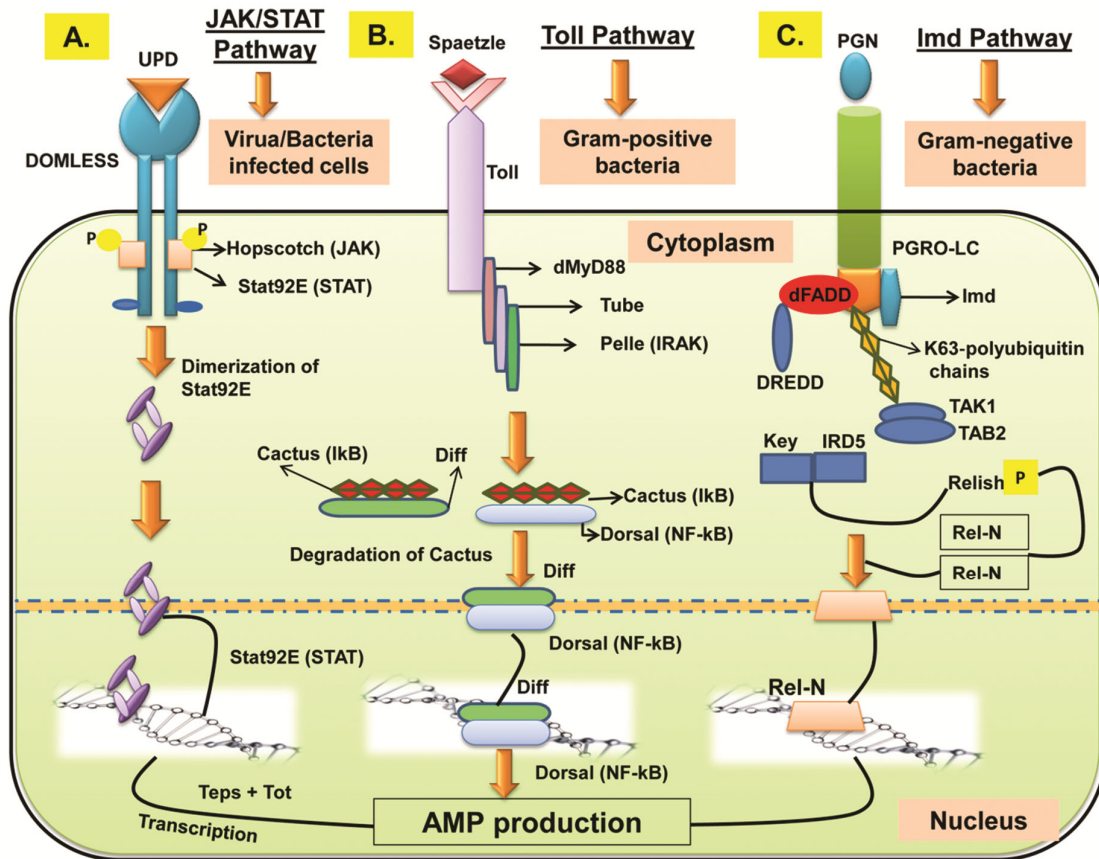 A.
JAK/STAT
Pathway
UPD
Virua/Bacteria
infected cells
DOMLESS
P
P
Hopscotch (JAK)
Stat92E (STAT)
Dimerization of
Stat92E
Stat92E (STAT)
Teps + Tot
Transcription
B.
Spaetzle
Toll Pathway
Gram-positive
bacteria
Toll
Cytoplasm
dMyD88
Tube
Pelle (IRAK)
Cactus (IkB)
Diff
Cactus (IkB)
Dorsal (NF-kB)
Degradation of Cactus
Diff
Dorsal (NF-kB)
Diff
Dorsal (NF-kB)
AMP production
C.
PGN
Imd Pathway
Gram-negative
bacteria
PGRO-LC
dFADD
Imd
K63-polyubiquitin
chains
DREDD
TAK1
TAB2
Key
IRD5
Relish
P
Rel-N
Rel-N
Rel-N
Nucleus